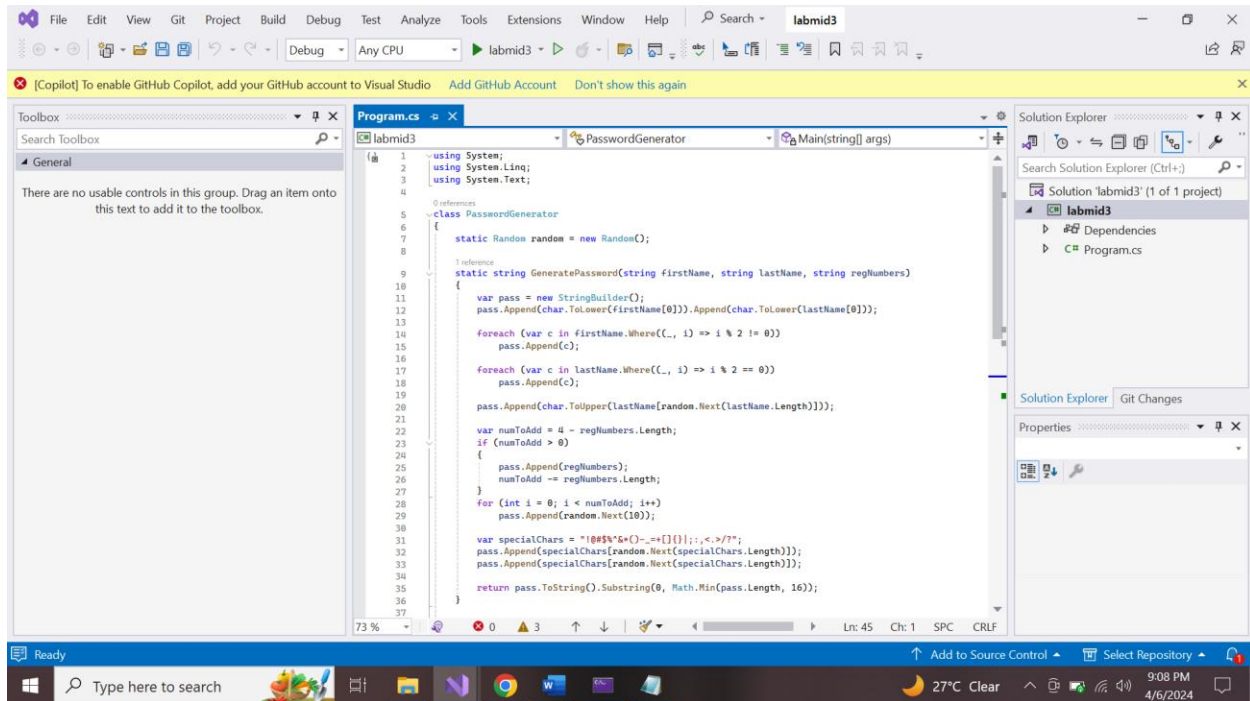 File Edit View Git Project Build Debug Test Analyze Tools Extensions Window Help Search labmid3
Debug Any CPU labmid3
[Copilot] To enable GitHub Copilot, add your GitHub account to Visual Studio Add GitHub Account Don't show this again
Toolbox
Search Toolbox
General
There are no usable controls in this group. Drag an item onto
this text to add it to the toolbox.
Program.cs
labmid3 PasswordGenerator Main(string[] args)
1 using System;
2 using System.Linq;
3 using System.Text;
4
0 references
5 class PasswordGenerator
6 {
7 static Random random = new Random();
8
1 reference
9 static string GeneratePassword(string firstName, string lastName, string regNumbers)
10 {
11 var pass = new StringBuilder();
12 pass.Append(char.ToLower(firstName[0])).Append(char.ToLower(lastName[0]));
13
14 foreach (var c in firstName.Where((_, i) => i % 2 != 0))
15 pass.Append(c);
16
17 foreach (var c in lastName.Where((_, i) => i % 2 == 0))
18 pass.Append(c);
19
20 pass.Append(char.ToUpper(lastName[random.Next(lastName.Length)]));
21
22 var numToAdd = 4 - regNumbers.Length;
23 if (numToAdd > 0)
24 {
25 pass.Append(regNumbers);
26 numToAdd -= regNumbers.Length;
27 }
28 for (int i = 0; i < numToAdd; i++)
29 pass.Append(random.Next(10));
30
31 var specialChars = "!@#$%^&*()-_=+[]{}|;:,<.>/?";
32 pass.Append(specialChars[random.Next(specialChars.Length)]);
33 pass.Append(specialChars[random.Next(specialChars.Length)]);
34
35 return pass.ToString().Substring(0, Math.Min(pass.Length, 16));
36 }
37
73 % 0 3 Ln: 45 Ch: 1 SPC CRLF
Solution Explorer
Search Solution Explorer (Ctrl+;)
Solution 'labmid3' (1 of 1 project)
labmid3
Dependencies
C# Program.cs
Solution Explorer Git Changes
Properties
Ready Add to Source Control Select Repository 1
Type here to search 27°C Clear 9:08 PM
4/6/2024